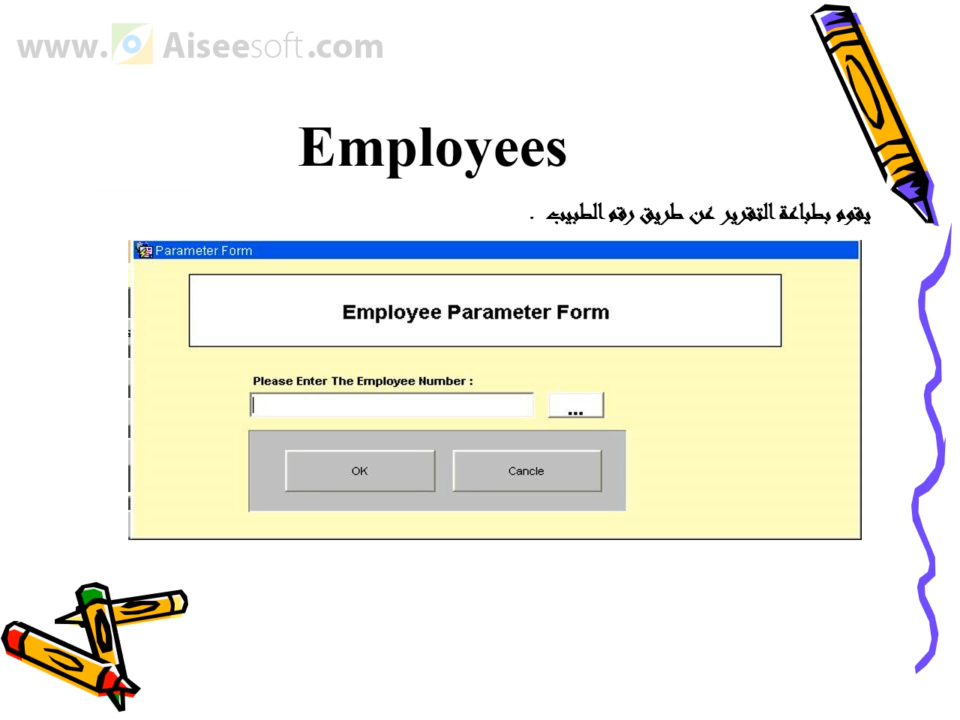 www. Aiseesoft.com
Employees
يقوم بطباعة التقرير عن طريق رقم الطبيب .
Parameter Form
Employee Parameter Form
Please Enter The Employee Number :
...
OK
Cancle